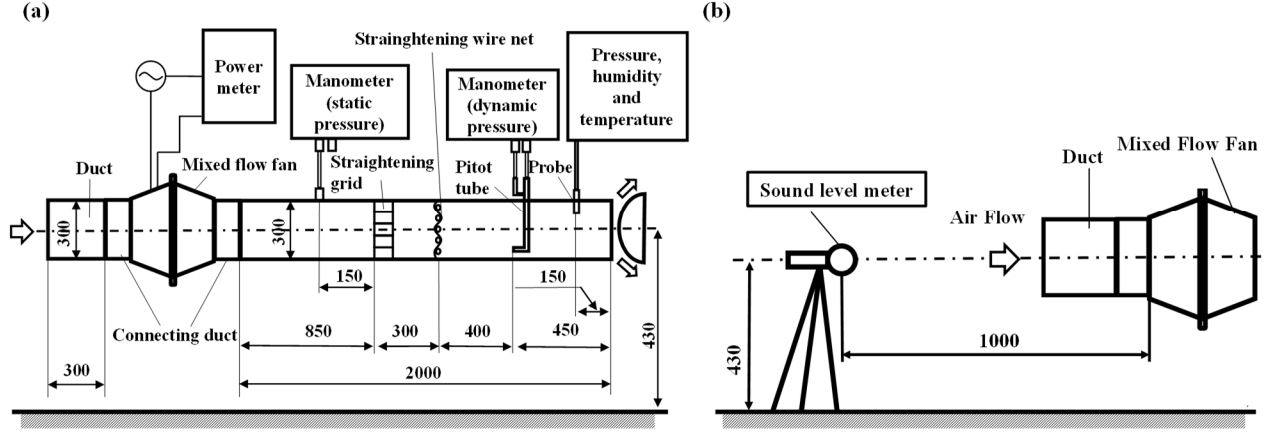 (a)
Strainghtening wire net
Power
meter
Manometer
(static
pressure)
Manometer
(dynamic
pressure)
Pressure,
humidity
and
temperature
Duct
Mixed flow fan
Straightening
grid
Pitot
tube
Probe
300
300
150
150
Connecting duct
850
300
400
450
430
300
2000
(b)
Sound level meter
Duct
Mixed Flow Fan
Air Flow
430
1000